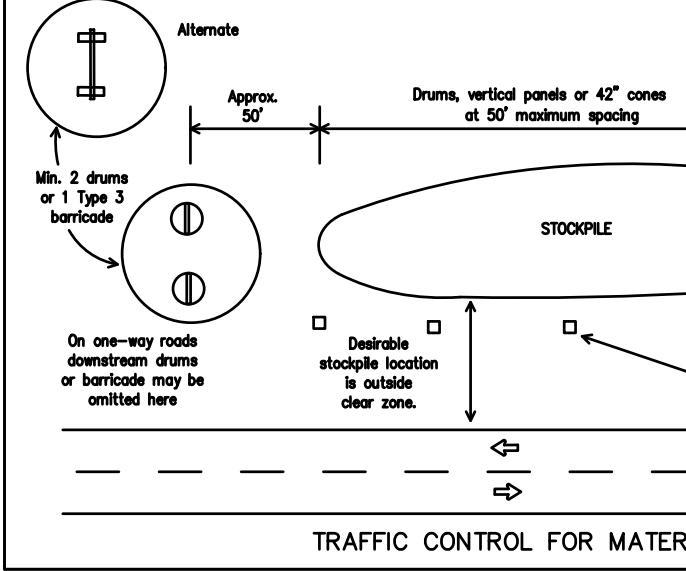 Alternate
Approx.
50'
Drums, vertical panels or 42" cones
at 50' maximum spacing
Min. 2 drums
or 1 Type 3
barricade
STOCKPILE
On one-way roads
downstream drums
or barricade may be
omitted here
Desirable
stockpile location
is outside
clear zone.
TRAFFIC CONTROL FOR MATER